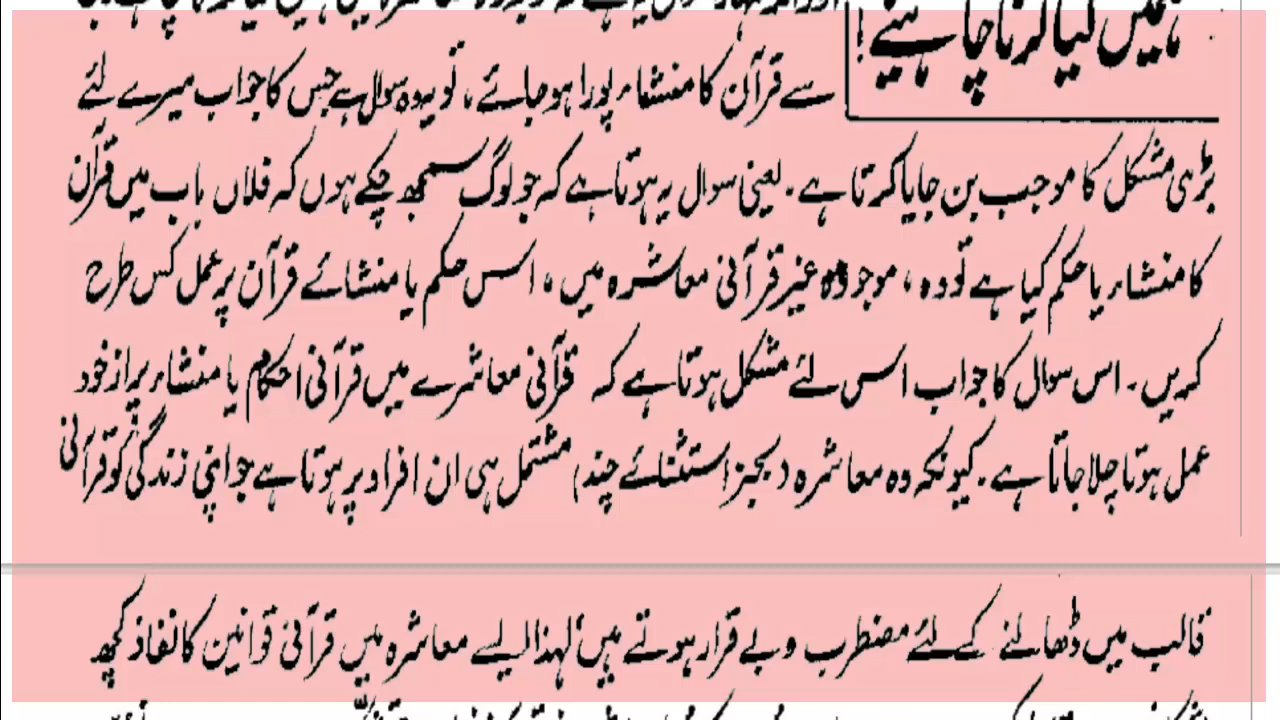 ہمیں کیا کرنا چاہیئے!
سے قرآن کا منشاء پورا ہو جائے، تو یہ وہ سوال ہے جس کا جواب میرے لئے
بڑی مشکل کا موجب بن جایا کرتا ہے۔ یعنی سوال یہ ہوتا ہے کہ جو لوگ سمجھ چکے ہوں کہ فلاں باب میں قرآن
کا منشاء یا حکم کیا ہے تو وہ، موجودہ غیر قرآنی معاشرہ میں، اس حکم یا منشائے قرآن پر عمل کس طرح
کریں۔ اس سوال کا جواب اس لئے مشکل ہوتا ہے کہ قرآنی معاشرے میں قرآنی احکام یا منشاء پر از خود
عمل ہوتا چلا جاتا ہے۔ کیونکہ وہ معاشرہ (بجز استثنائے چند) مشتمل ہی ان افراد پر ہوتا ہے جو اپنی زندگی کو قرآنی
قالب میں ڈھالنے کے لئے مضطرب و بے قرار ہوتے ہیں لہٰذا ایسے معاشرہ میں قرآنی قوانین کا نفاذ کچھ